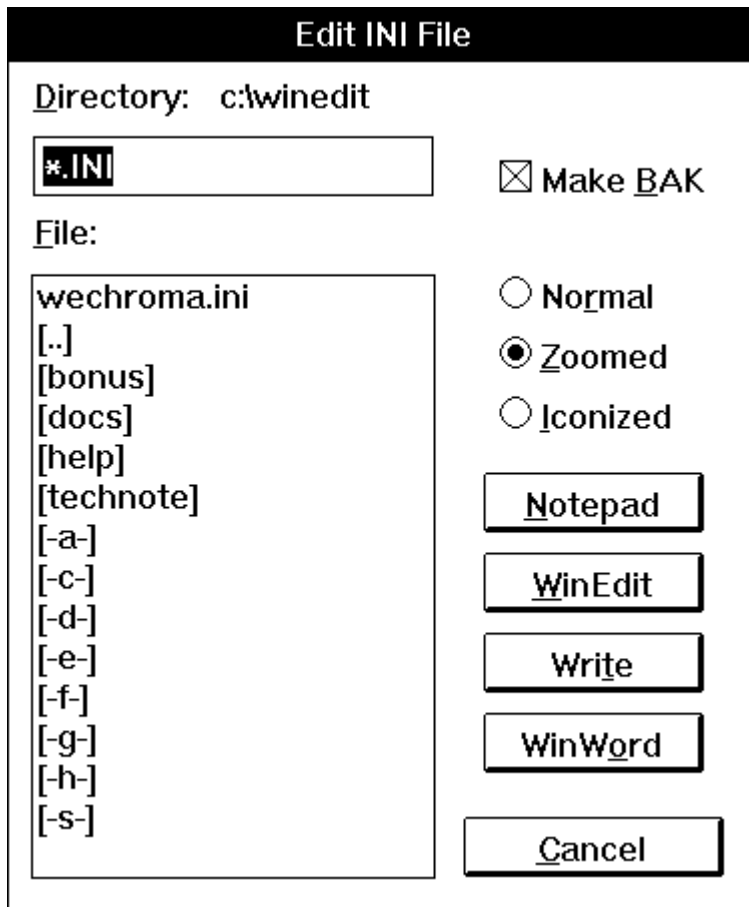 Edit INI File
Directory: c:\winedit
*.INI
Make BAK
File:
wechroma.ini
[..]
[bonus]
[docs]
[help]
[technote]
[-a-]
[-c-]
[-d-]
[-e-]
[-f-]
[-g-]
[-h-]
[-s-]
Normal
Zoomed
Iconized
Notepad
WinEdit
Write
WinWord
Cancel